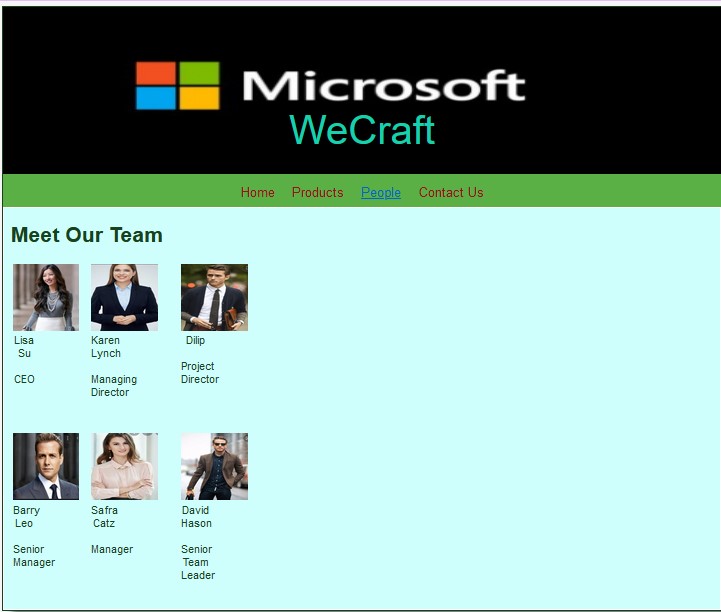 Microsoft
WeCraft
Home Products People Contact Us
Meet Our Team
Lisa
Su
CEO
Karen
Lynch
Managing
Director
Dilip
Project
Director
Barry
Leo
Senior
Manager
Safra
Catz
Manager
David
Hason
Senior
Team
Leader